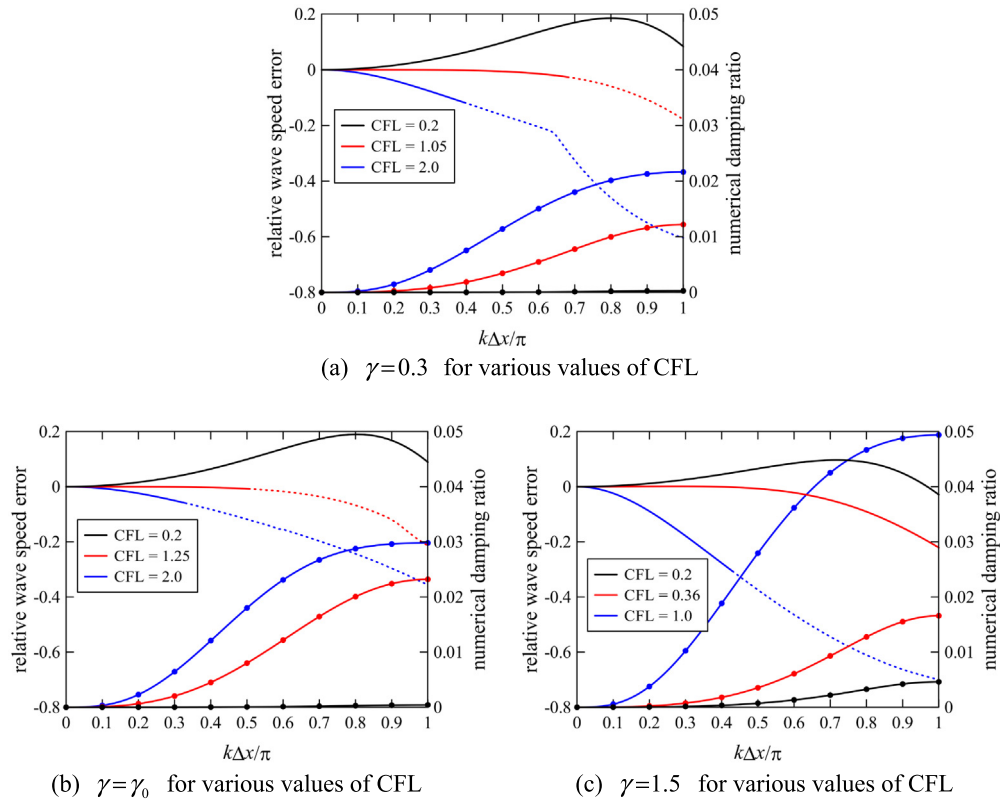 0.2
0
-0.2
-0.4
-0.6
-0.8
relative wave speed error
0.05
0.04
0.03
0.02
0.01
0
numerical damping ratio
CFL = 0.2
CFL = 1.05
CFL = 2.0
0 0.1 0.2 0.3 0.4 0.5 0.6 0.7 0.8 0.9 1
kΔx/π
(a) γ=0.3 for various values of CFL
0.2
0
-0.2
-0.4
-0.6
-0.8
relative wave speed error
0.05
0.04
0.03
0.02
0.01
0
numerical damping ratio
CFL = 0.2
CFL = 1.25
CFL = 2.0
0 0.1 0.2 0.3 0.4 0.5 0.6 0.7 0.8 0.9 1
kΔx/π
(b) γ=γ₀ for various values of CFL
0.2
0
-0.2
-0.4
-0.6
-0.8
relative wave speed error
0.05
0.04
0.03
0.02
0.01
0
numerical damping ratio
CFL = 0.2
CFL = 0.36
CFL = 1.0
0 0.1 0.2 0.3 0.4 0.5 0.6 0.7 0.8 0.9 1
kΔx/π
(c) γ=1.5 for various values of CFL